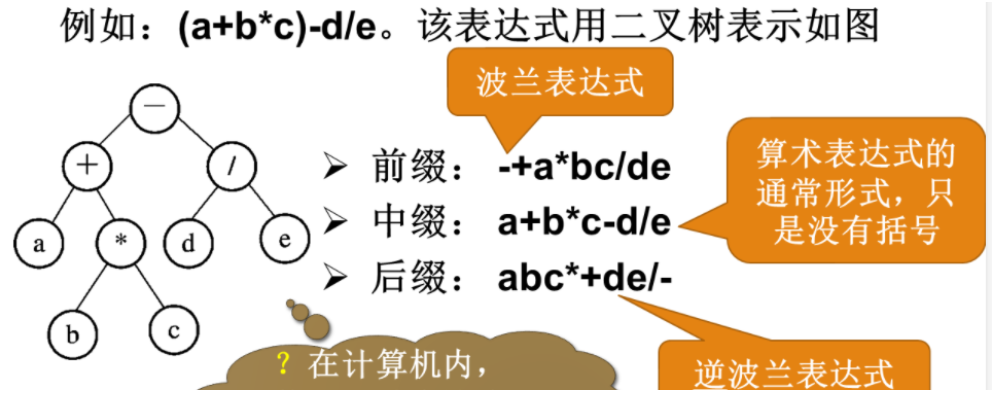 例如：(a+b*c)-d/e。该表达式用二叉树表示如图
波兰表达式
－
+
/
a
*
d
e
b
c
➢ 前缀： -+a*bc/de
➢ 中缀： a+b*c-d/e
➢ 后缀： abc*+de/-
算术表达式的
通常形式，只
是没有括号
？在计算机内，
逆波兰表达式